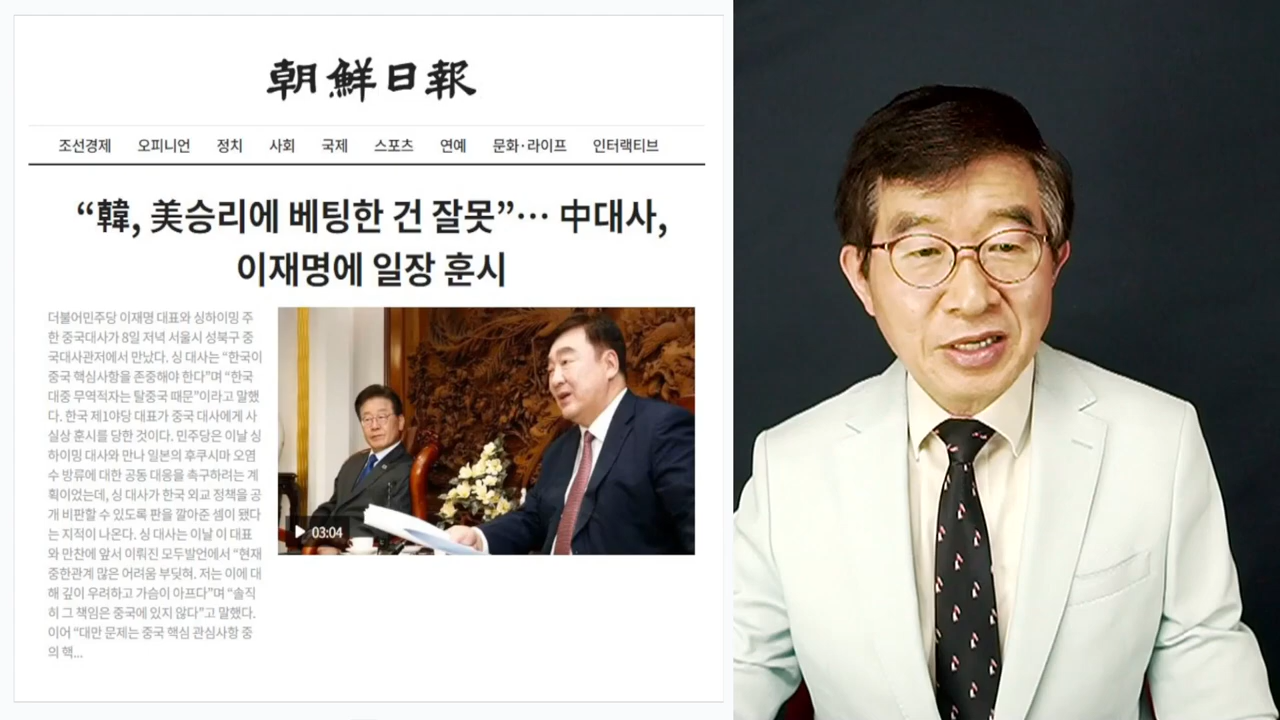 朝鮮日報
조선경제 오피니언 정치 사회 국제 스포츠 연예 문화·라이프 인터랙티브
“韓, 美승리에 베팅한 건 잘못”… 中대사,
이재명에 일장 훈시
더불어민주당 이재명 대표와 싱하이밍 주
한 중국대사가 8일 저녁 서울시 성북구 중
국대사관저에서 만났다. 싱 대사는 “한국이
중국 핵심사항을 존중해야 한다”며 “한국
대중 무역적자는 탈중국 때문”이라고 말했
다. 한국 제1야당 대표가 중국 대사에게 사
실상 훈시를 당한 것이다. 민주당은 이날 싱
하이밍 대사와 만나 일본의 후쿠시마 오염
수 방류에 대한 공동 대응을 촉구하려는 계
획이었는데, 싱 대사가 한국 외교 정책을 공
개 비판할 수 있도록 판을 깔아준 셈이 됐다
는 지적이 나온다. 싱 대사는 이날 이 대표
와 만찬에 앞서 이뤄진 모두발언에서 “현재
중한관계 많은 어려움 부딪혀. 저는 이에 대
해 깊이 우려하고 가슴이 아프다”며 “솔직
히 그 책임은 중국에 있지 않다”고 말했다.
이어 “대만 문제는 중국 핵심 관심사항 중
의 핵...
03:04